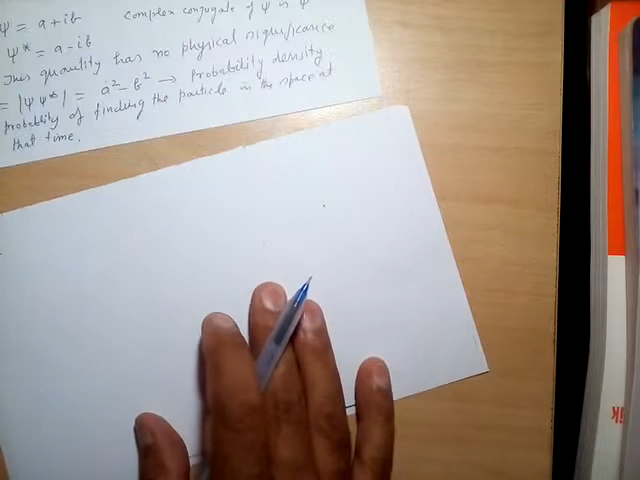 ψ = a + ib Complex conjugate of ψ is ψ
ψ* = a - ib
This quantity has no physical significance
= |ψ ψ*| = a² - b² → Probability density
probability of finding the particle in the space at
that time.
ik